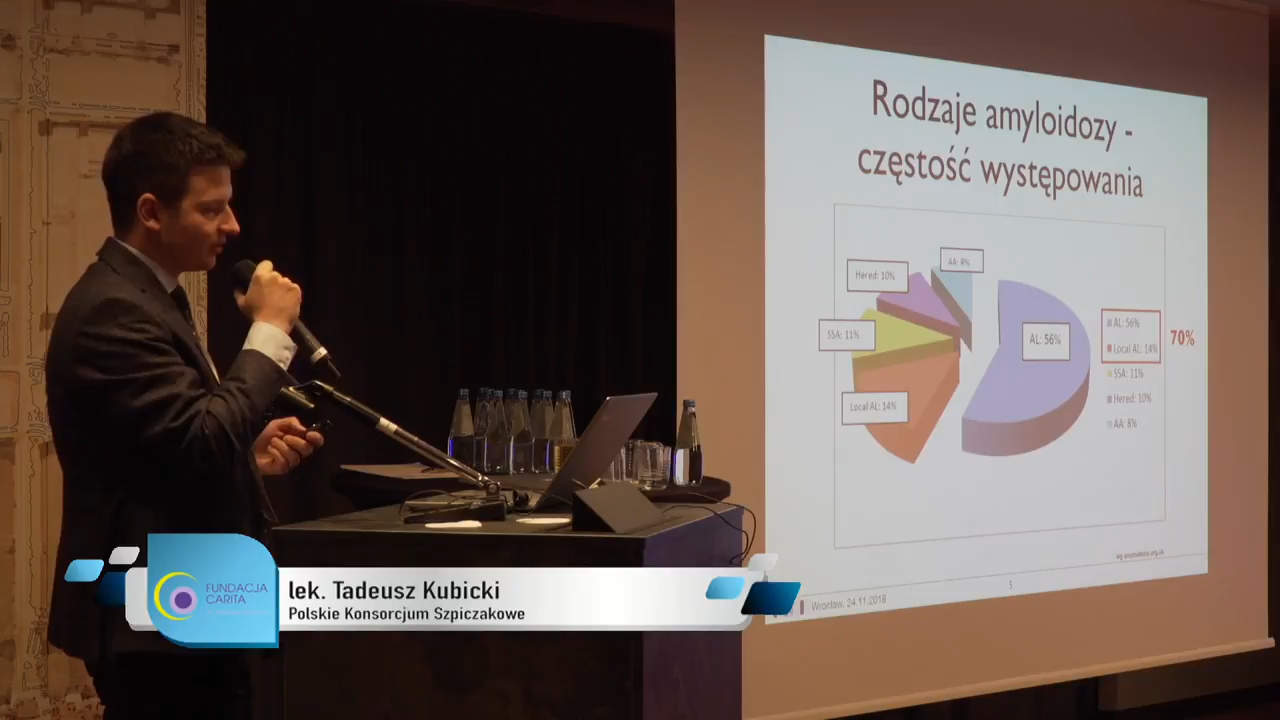 Rodzaje amyloidozy -
częstość występowania
AA: 8%
Hered: 10%
SSA: 11%
AL: 56%
Local AL: 14%
AL: 56%
Local AL: 14%
70%
SSA: 11%
Hered: 10%
AA: 8%
5
Wrocław, 24.11.2018
FUNDACJA
CARITA
lek. Tadeusz Kubicki
Polskie Konsorcjum Szpiczakowe